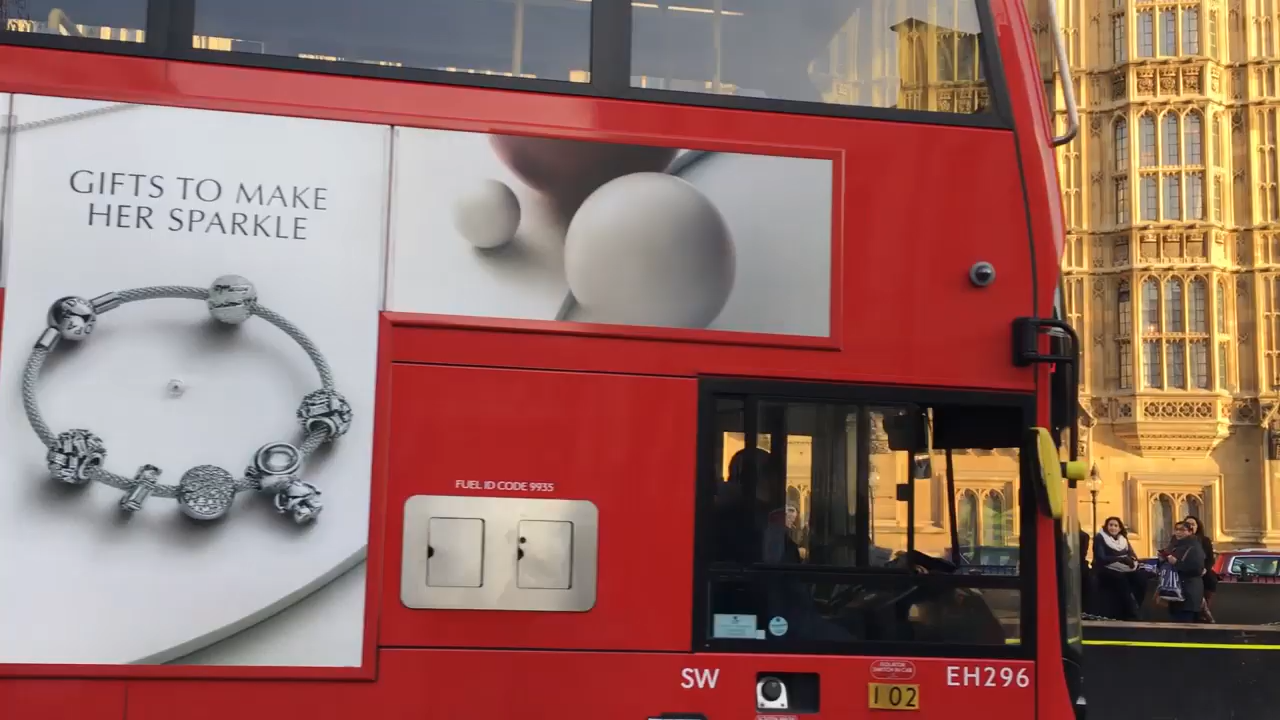 GIFTS TO MAKE
HER SPARKLE
FUEL ID CODE 9935
SW
102
EH296